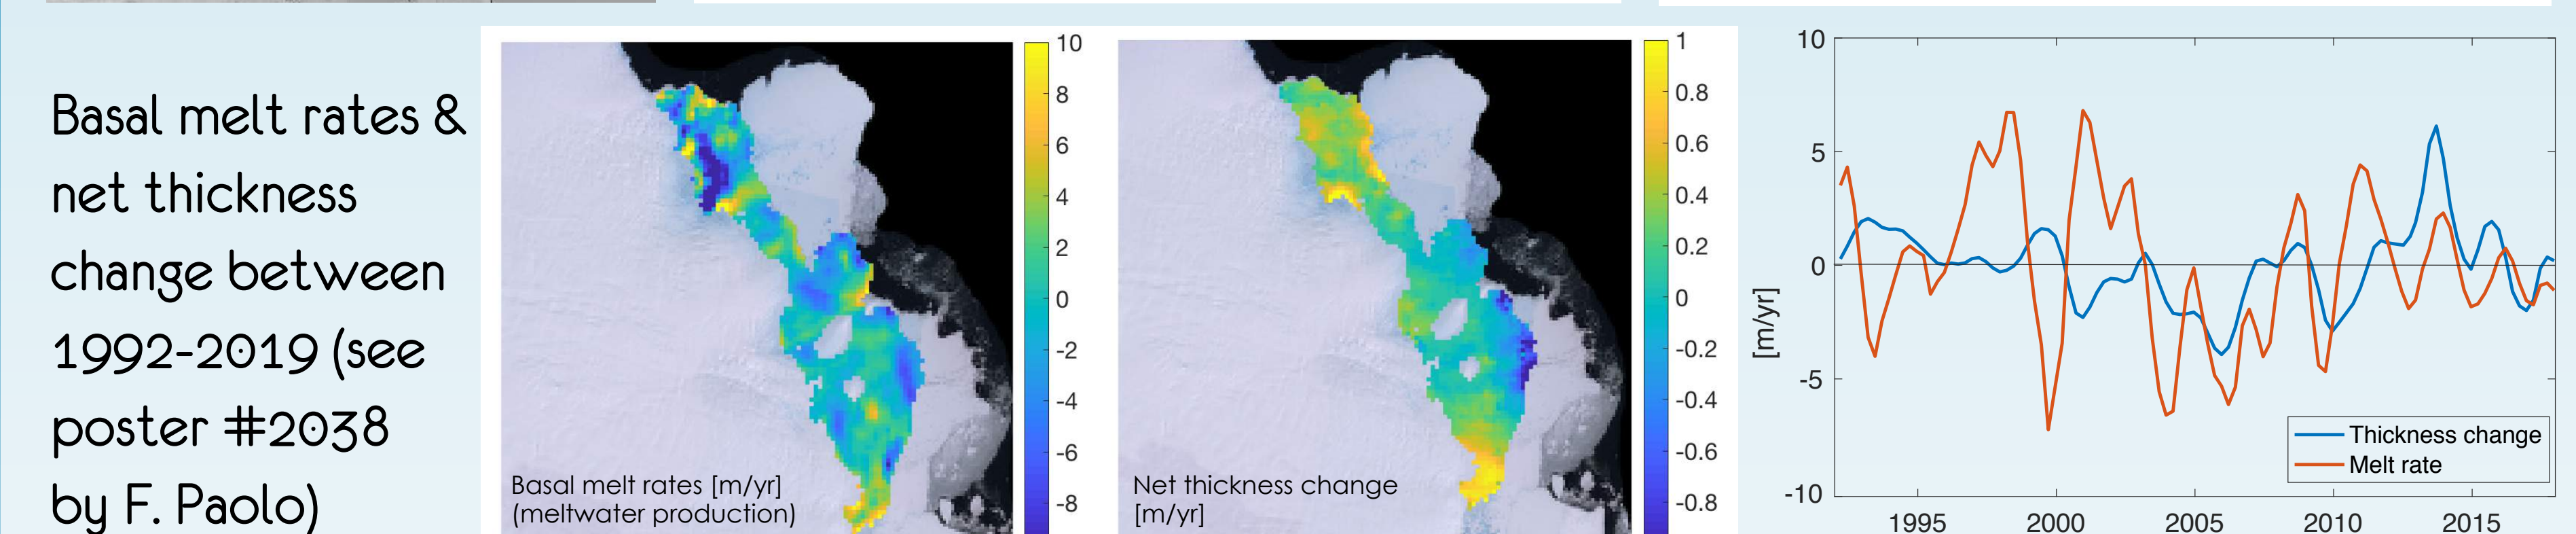 Basal melt rates &
net thickness
change between
1992-2019 (see
poster #2038
by F. Paolo)
Basal melt rates [m/yr]
(meltwater production)
10
8
6
4
2
0
-2
-4
-6
-8
Net thickness change
[m/yr]
1
0.8
0.6
0.4
0.2
0
-0.2
-0.4
-0.6
-0.8
[m/yr]
10
5
0
-5
-10
1995 2000 2005 2010 2015
Thickness change
Melt rate